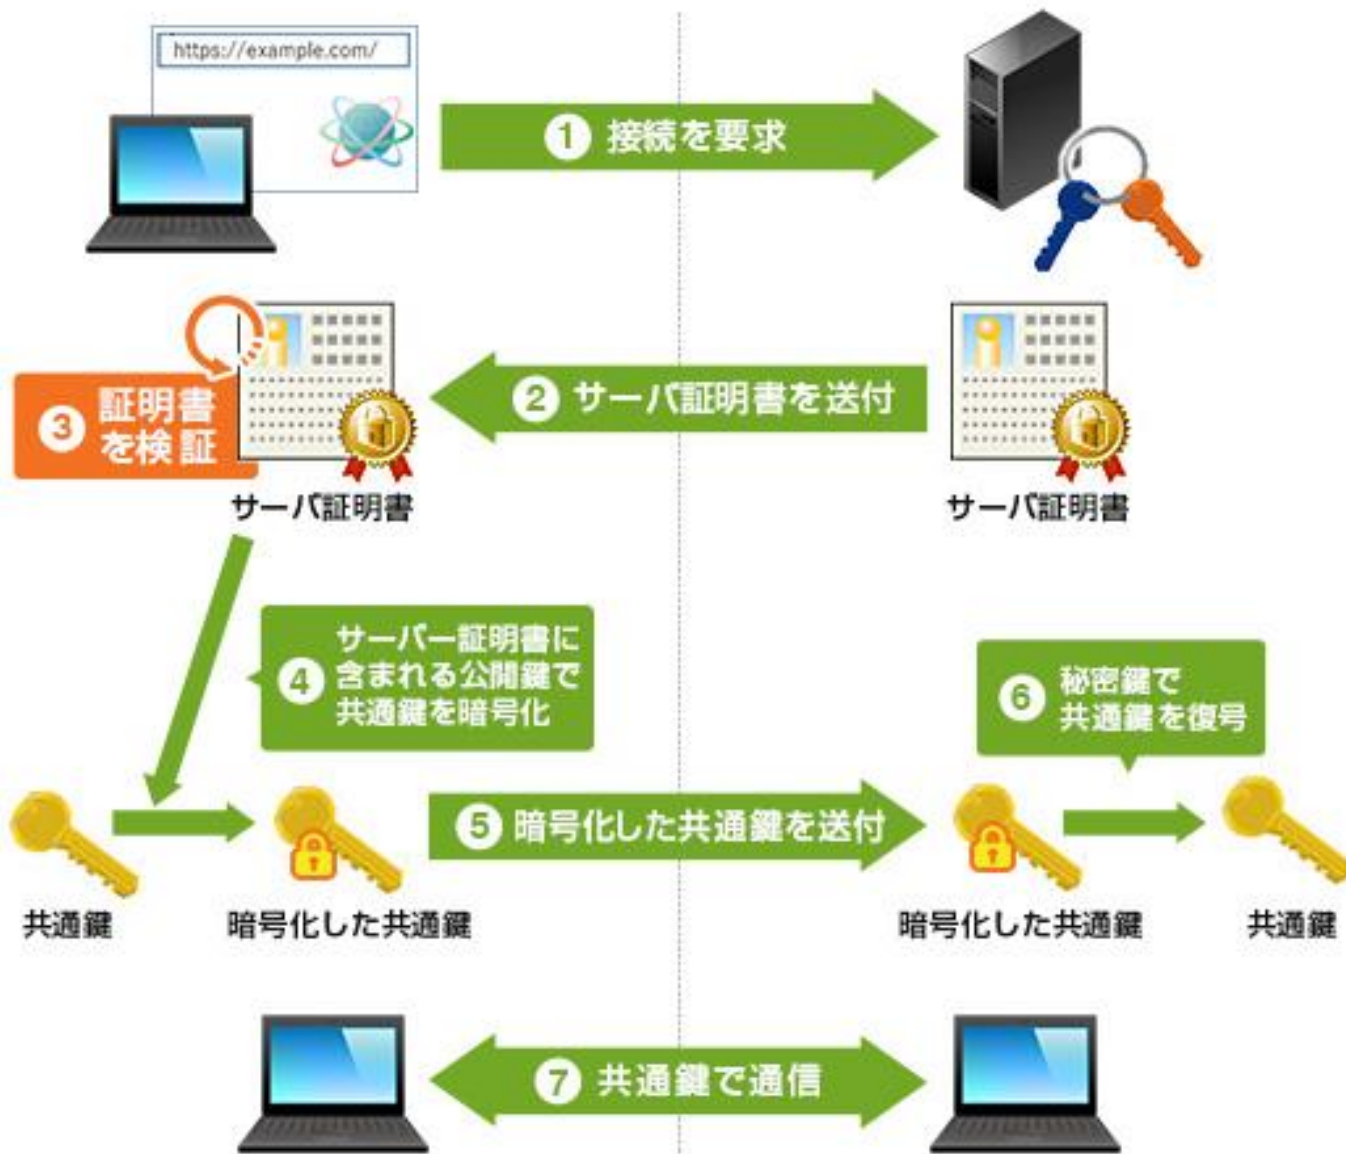 https://example.com/
1 接続を要求
2 サーバ証明書を送付
3 証明書
を検証
サーバ証明書
サーバ証明書
4 サーバー証明書に
含まれる公開鍵で
共通鍵を暗号化
6 秘密鍵で
共通鍵を復号
5 暗号化した共通鍵を送付
共通鍵
暗号化した共通鍵
暗号化した共通鍵
共通鍵
7 共通鍵で通信